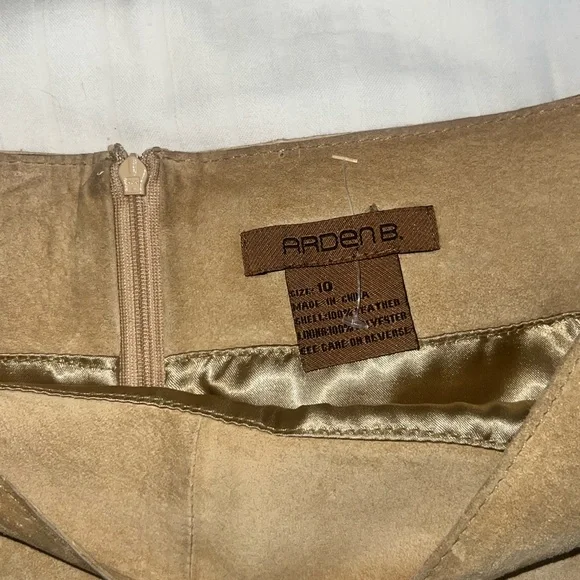 ARDEN B.
SIZE: 10
MADE IN CHINA
SHELL:100% LEATHER
LINING:100% POLYESTER
SEE CARE ON REVERSE